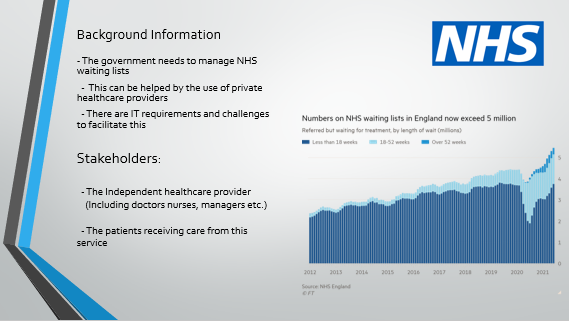 Background Information
- The government needs to manage NHS
waiting lists
- This can be helped by the use of private
healthcare providers
- There are IT requirements and challenges
to facilitate this
Stakeholders:
- The Independent healthcare provider
(Including doctors nurses, managers etc.)
- The patients receiving care from this
service
NHS
Numbers on NHS waiting lists in England now exceed 5 million
Referred but waiting for treatment, by length of wait (millions)
Less than 18 weeks 18-52 weeks Over 52 weeks
5
4
3
2
1
0
2012 2013 2014 2015 2016 2017 2018 2019 2020 2021
Source: NHS England
© FT